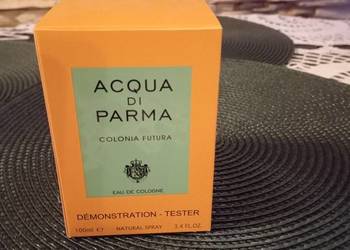 ACQUA
DI
PARMA
COLONIA FUTURA
EAU DE COLOGNE
DÉMONSTRATION - TESTER
100ml e NATURAL SPRAY 3.4 FL.OZ.